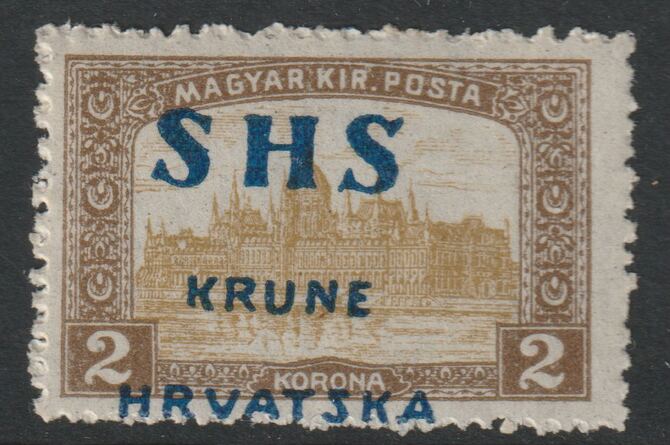 MAGYAR KIR. POSTA
SHS
KRUNE
2 2
KORONA
HRVATSKA